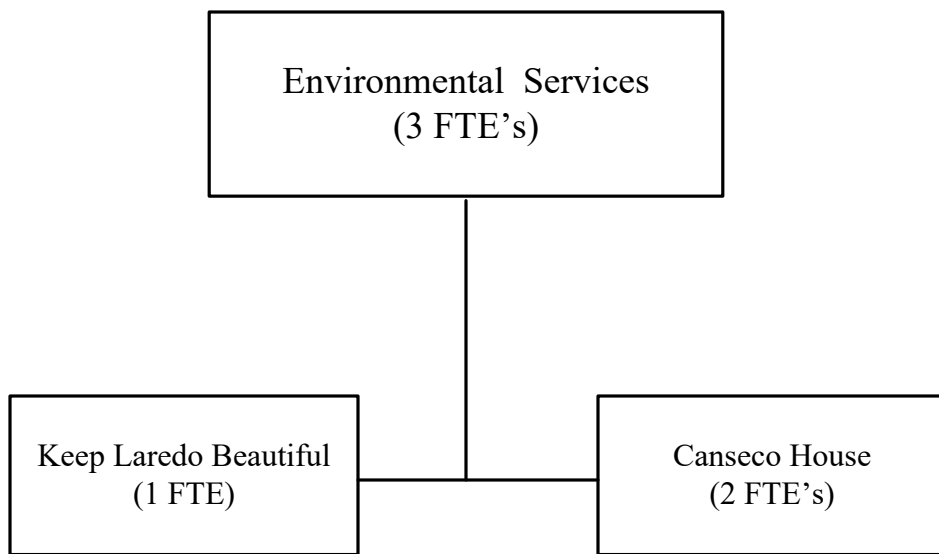 Environmental Services
(3 FTE’s)
Keep Laredo Beautiful
(1 FTE)
Canseco House
(2 FTE’s)